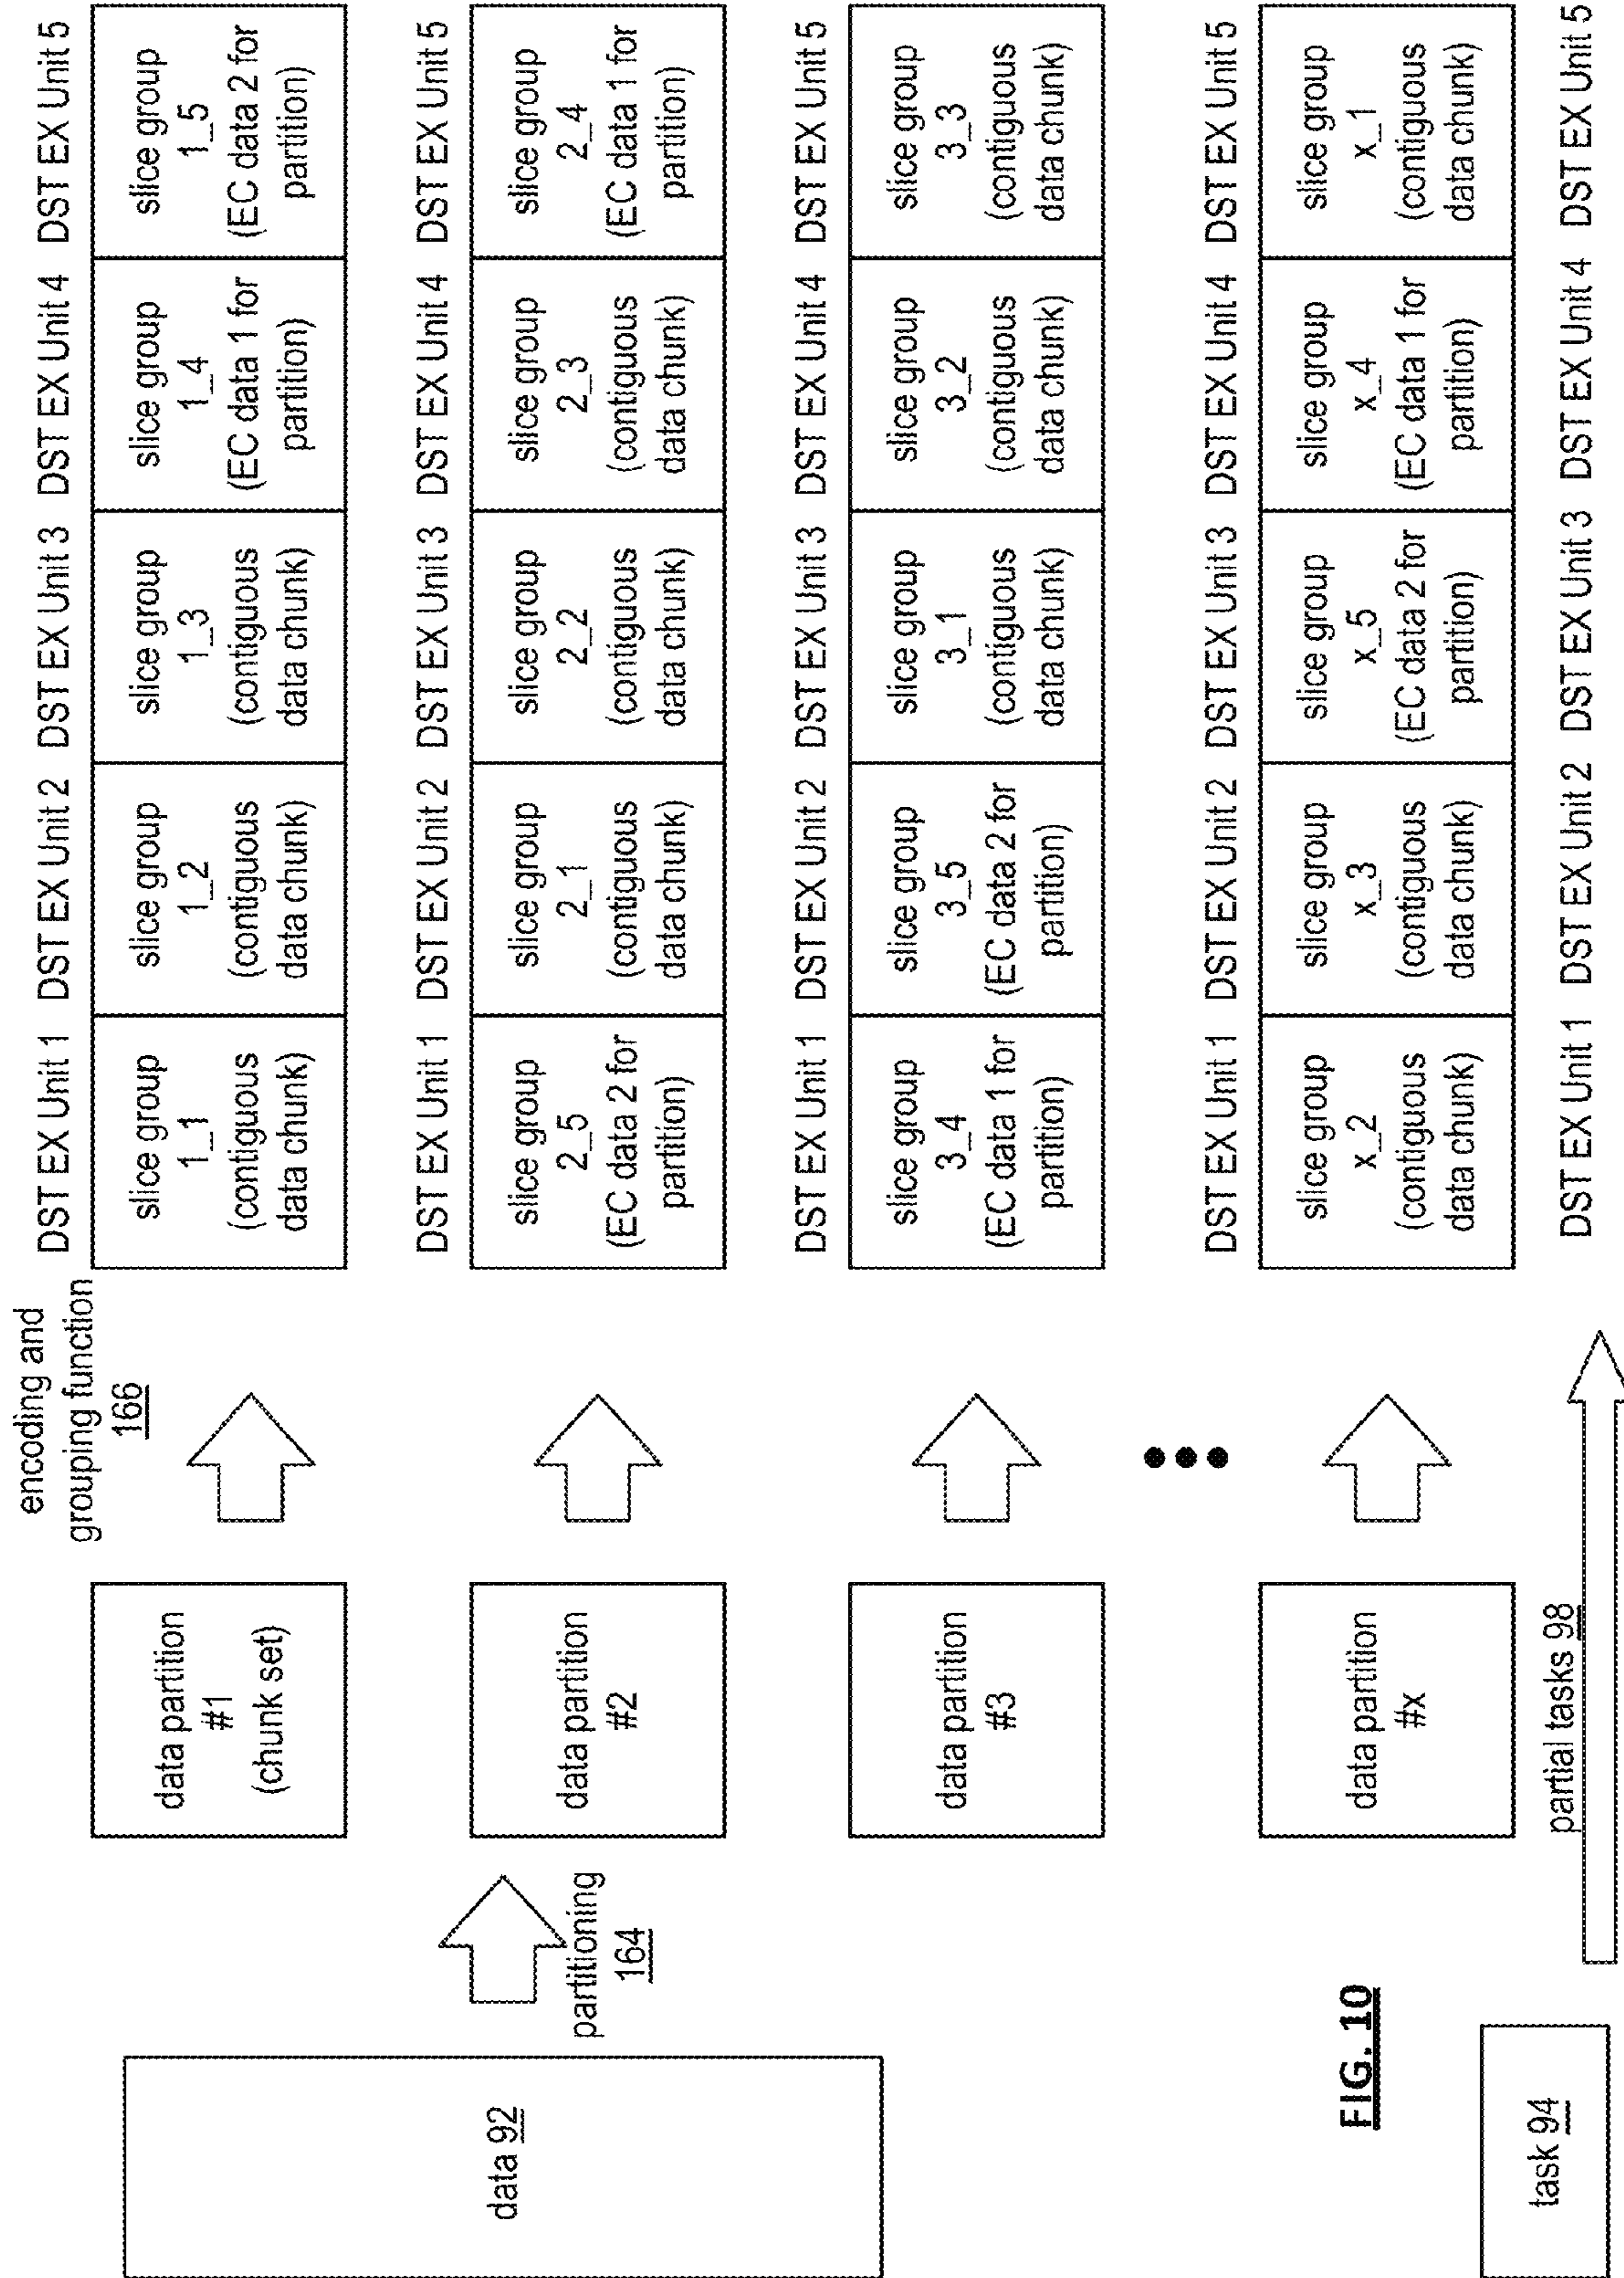 encoding and
grouping function
166
data 92
partitioning
164
data partition
#1
(chunk set)
DST EX Unit 1
DST EX Unit 2
DST EX Unit 3
DST EX Unit 4
DST EX Unit 5
slice group
1_1
(contiguous
data chunk)
slice group
1_2
(contiguous
data chunk)
slice group
1_3
(contiguous
data chunk)
slice group
1_4
(EC data 1 for
partition)
slice group
1_5
(EC data 2 for
partition)
data partition
#2
DST EX Unit 1
DST EX Unit 2
DST EX Unit 3
DST EX Unit 4
DST EX Unit 5
slice group
2_5
(EC data 2 for
partition)
slice group
2_1
(contiguous
data chunk)
slice group
2_2
(contiguous
data chunk)
slice group
2_3
(contiguous
data chunk)
slice group
2_4
(EC data 1 for
partition)
data partition
#3
DST EX Unit 1
DST EX Unit 2
DST EX Unit 3
DST EX Unit 4
DST EX Unit 5
slice group
3_4
(EC data 1 for
partition)
slice group
3_5
(EC data 2 for
partition)
slice group
3_1
(contiguous
data chunk)
slice group
3_2
(contiguous
data chunk)
slice group
3_3
(contiguous
data chunk)
data partition
#x
DST EX Unit 1
DST EX Unit 2
DST EX Unit 3
DST EX Unit 4
DST EX Unit 5
slice group
x_2
(contiguous
data chunk)
slice group
x_3
(contiguous
data chunk)
slice group
x_5
(EC data 2 for
partition)
slice group
x_4
(EC data 1 for
partition)
slice group
x_1
(contiguous
data chunk)
FIG. 10
task 94
partial tasks 98
DST EX Unit 1
DST EX Unit 2
DST EX Unit 3
DST EX Unit 4
DST EX Unit 5